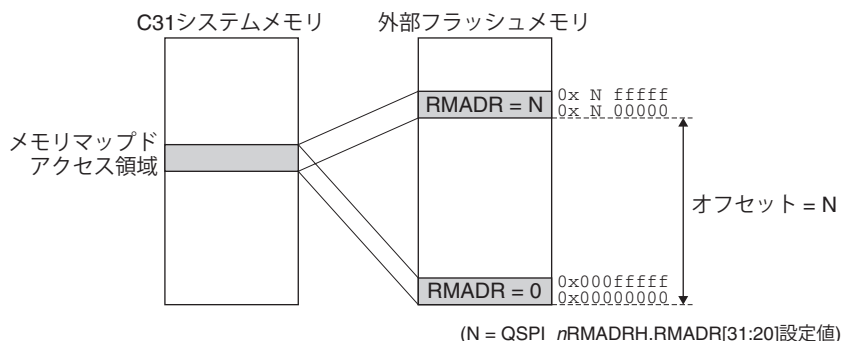 C31システムメモリ
外部フラッシュメモリ
メモリマップド
アクセス領域
RMADR = N
0x N fffff
0x N 00000
オフセット = N
RMADR = 0
0x000fffff
0x00000000
(N = QSPI_nRMADRH.RMADR[31:20]設定値)